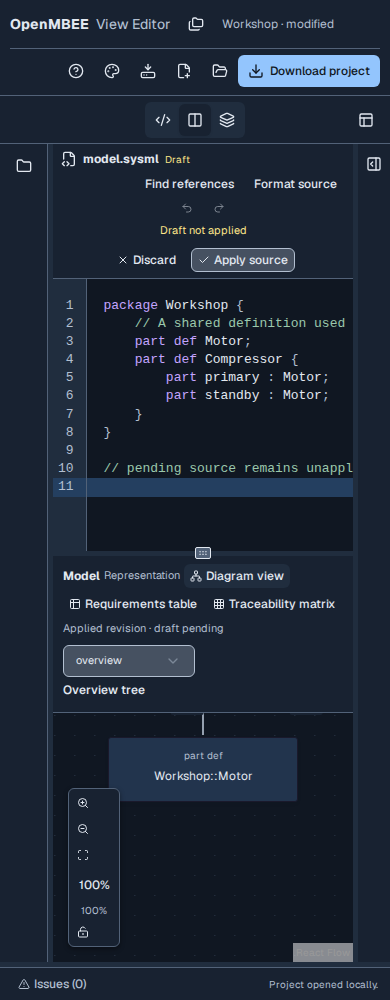 OpenMBEE View Editor Workshop · modified
Download project
model.sysml Draft
Find references Format source
Draft not applied
Discard Apply source
1 package Workshop {
2 // A shared definition used
3 part def Motor;
4 part def Compressor {
5 part primary : Motor;
6 part standby : Motor;
7 }
8 }
9
10 // pending source remains unappl
11
Model Representation Diagram view
Requirements table Traceability matrix
Applied revision · draft pending
overview
Overview tree
part def
Workshop::Motor
100%
100%
React Flow
Issues (0) Project opened locally.